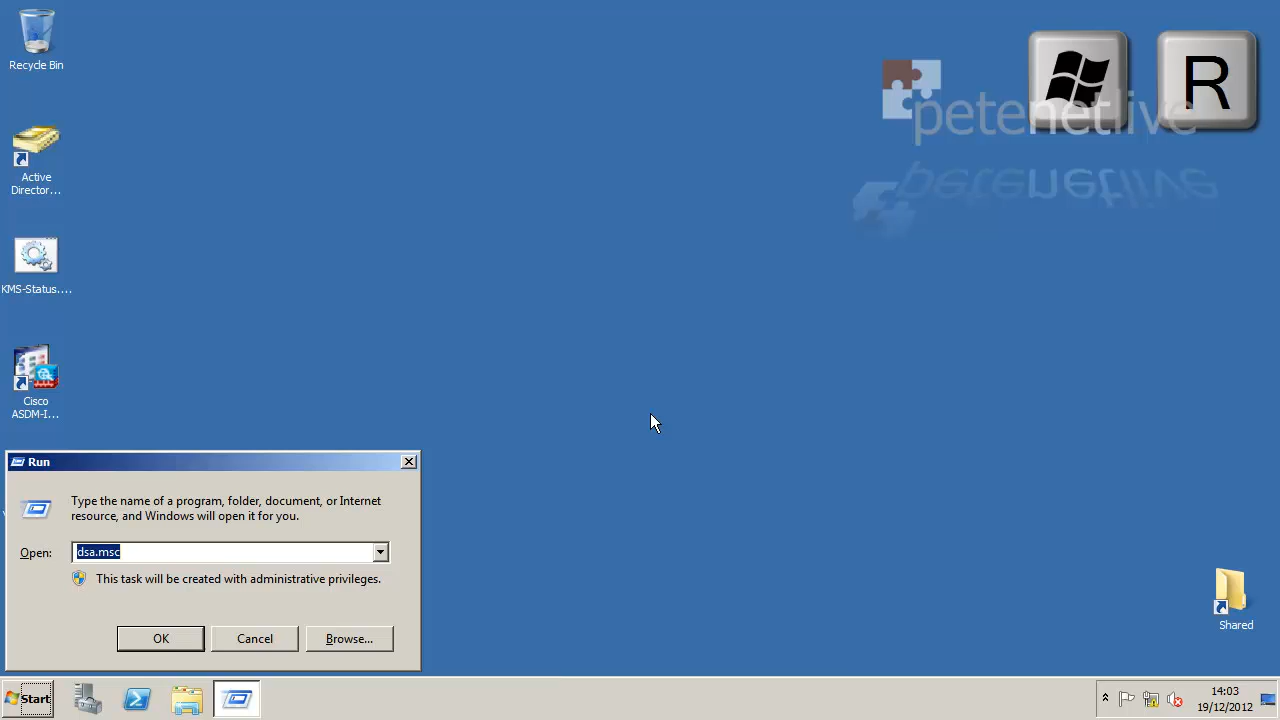 Recycle Bin
R
petenetlive
petenetlive
Active
Director...
KMS-Status....
Cisco
ASDM-I...
Run
Type the name of a program, folder, document, or Internet
resource, and Windows will open it for you.
Open:
dsa.msc
This task will be created with administrative privileges.
OK
Cancel
Browse...
Shared
Start
14:03
19/12/2012